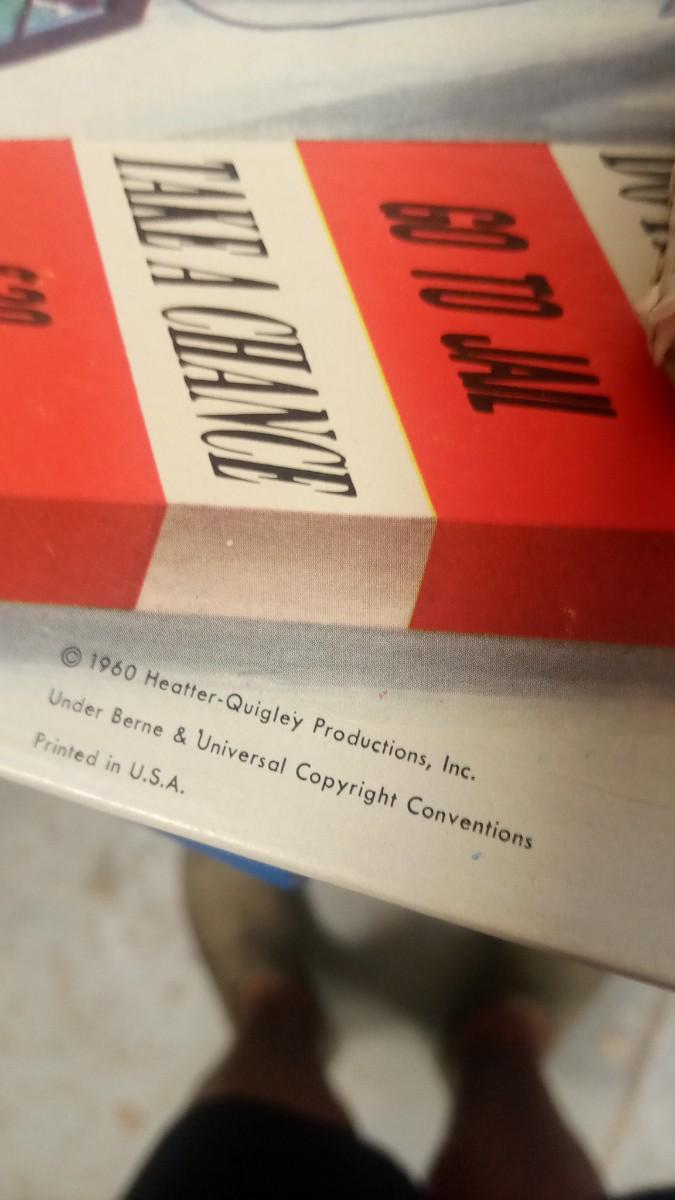 TAKE A CHANCE
GO TO JAIL
© 1960 Heatter-Quigley Productions, Inc.
Under Berne & Universal Copyright Conventions
Printed in U.S.A.